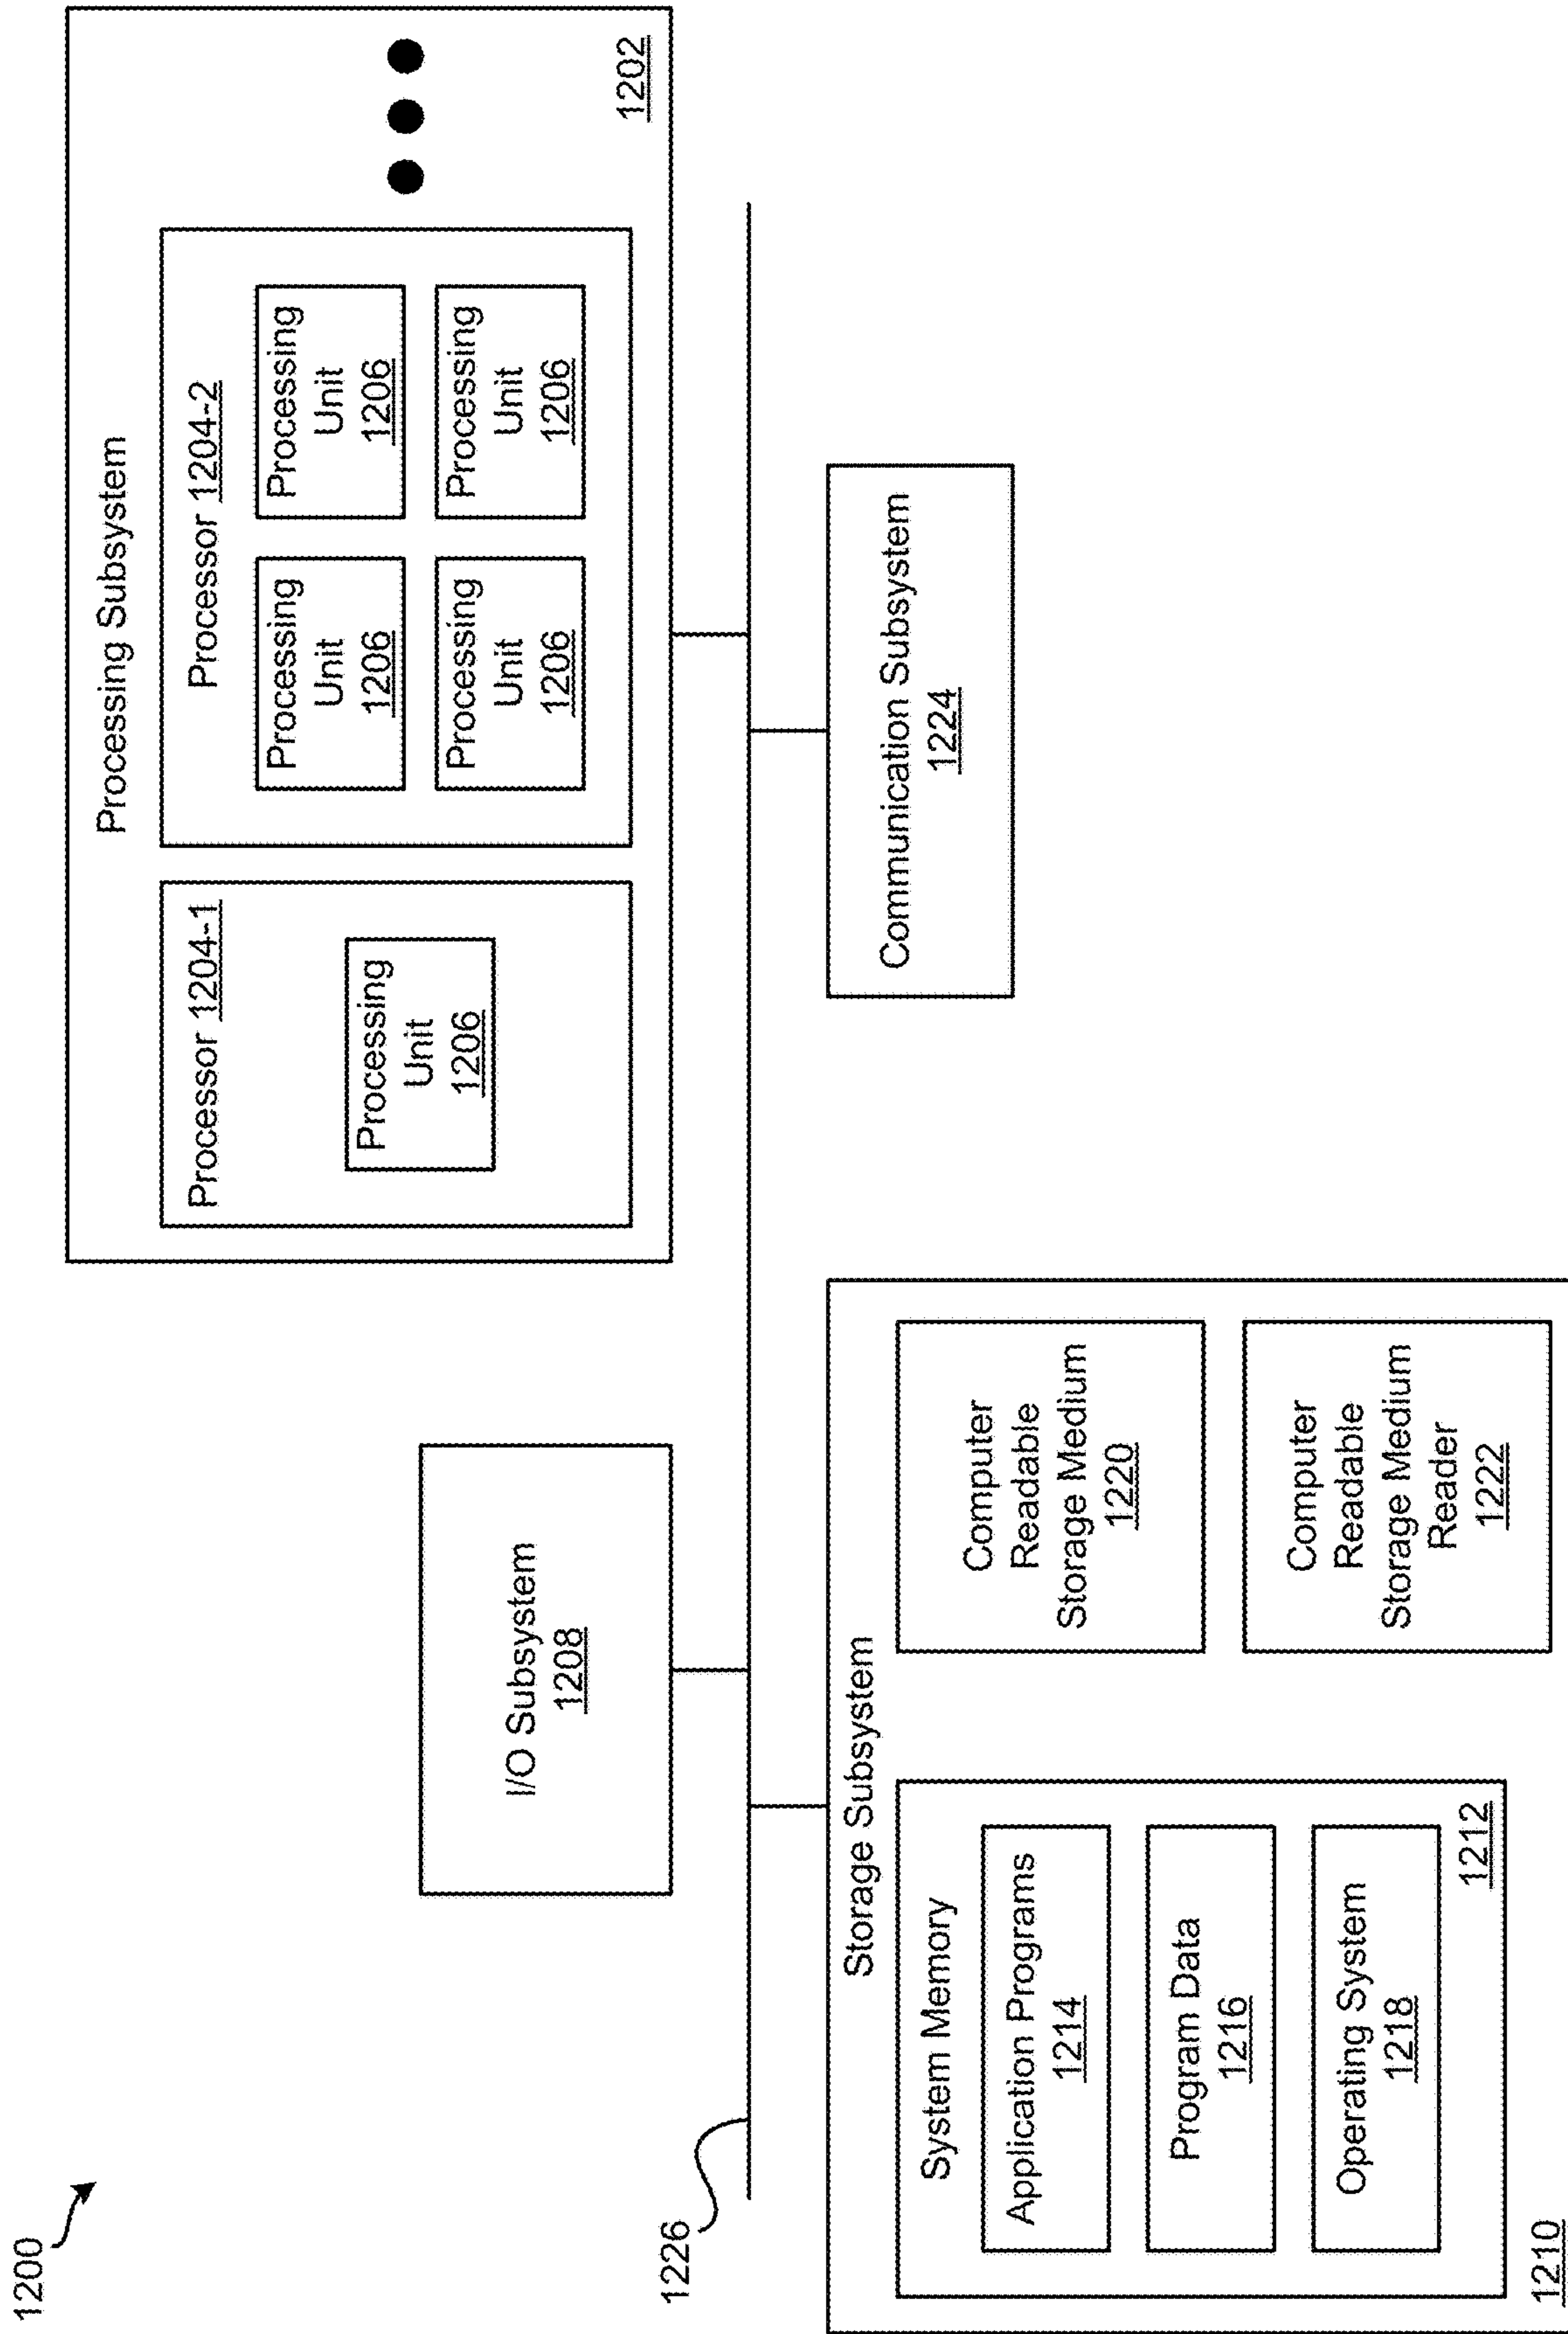 1200
I/O Subsystem
1208
Processing Subsystem
Processor 1204-1
Processing
Unit
1206
Processor 1204-2
Processing
Unit
1206
Processing
Unit
1206
Processing
Unit
1206
Processing
Unit
1206
1202
1226
Storage Subsystem
System Memory
Application Programs
1214
Program Data
1216
Operating System
1218
1212
Computer
Readable
Storage Medium
1220
Computer
Readable
Storage Medium
Reader
1222
1210
Communication Subsystem
1224